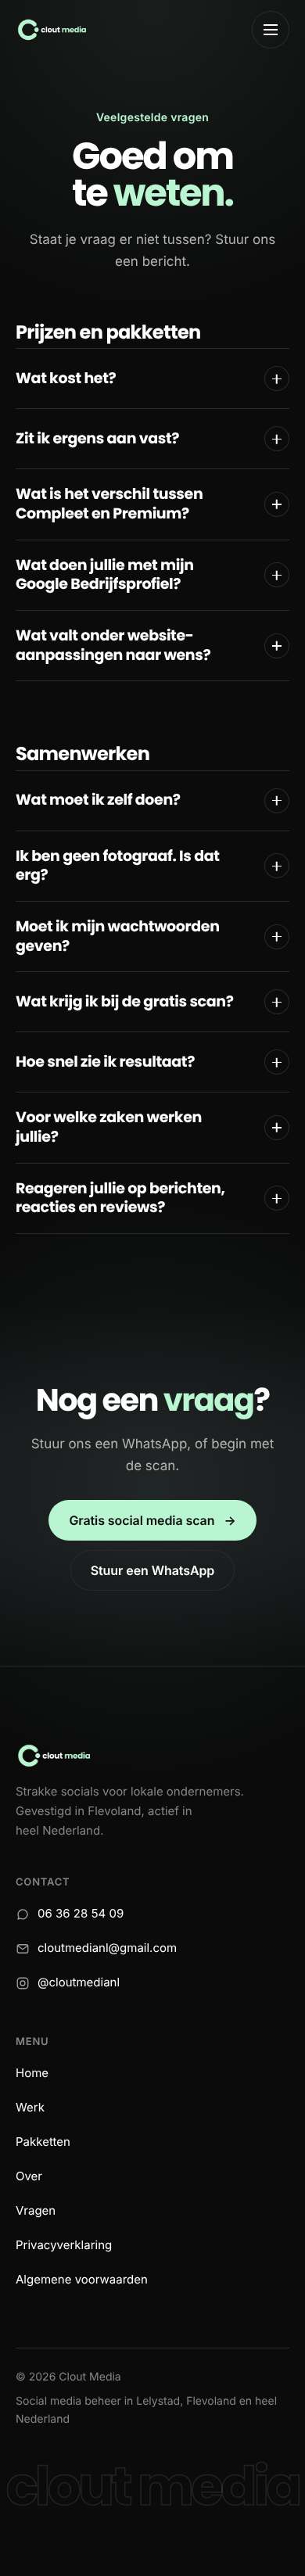 clout media
Veelgestelde vragen
Goed om
te weten.
Staat je vraag er niet tussen? Stuur ons
een bericht.
Prijzen en pakketten
Wat kost het?
Zit ik ergens aan vast?
Wat is het verschil tussen
Compleet en Premium?
Wat doen jullie met mijn
Google Bedrijfsprofiel?
Wat valt onder website-
aanpassingen naar wens?
Samenwerken
Wat moet ik zelf doen?
Ik ben geen fotograaf. Is dat
erg?
Moet ik mijn wachtwoorden
geven?
Wat krijg ik bij de gratis scan?
Hoe snel zie ik resultaat?
Voor welke zaken werken
jullie?
Reageren jullie op berichten,
reacties en reviews?
Nog een vraag?
Stuur ons een WhatsApp, of begin met
de scan.
Gratis social media scan →
Stuur een WhatsApp
clout media
Strakke socials voor lokale ondernemers.
Gevestigd in Flevoland, actief in
heel Nederland.
CONTACT
06 36 28 54 09
cloutmedianl@gmail.com
@cloutmedianl
MENU
Home
Werk
Pakketten
Over
Vragen
Privacyverklaring
Algemene voorwaarden
© 2026 Clout Media
Social media beheer in Lelystad, Flevoland en heel
Nederland
clout media